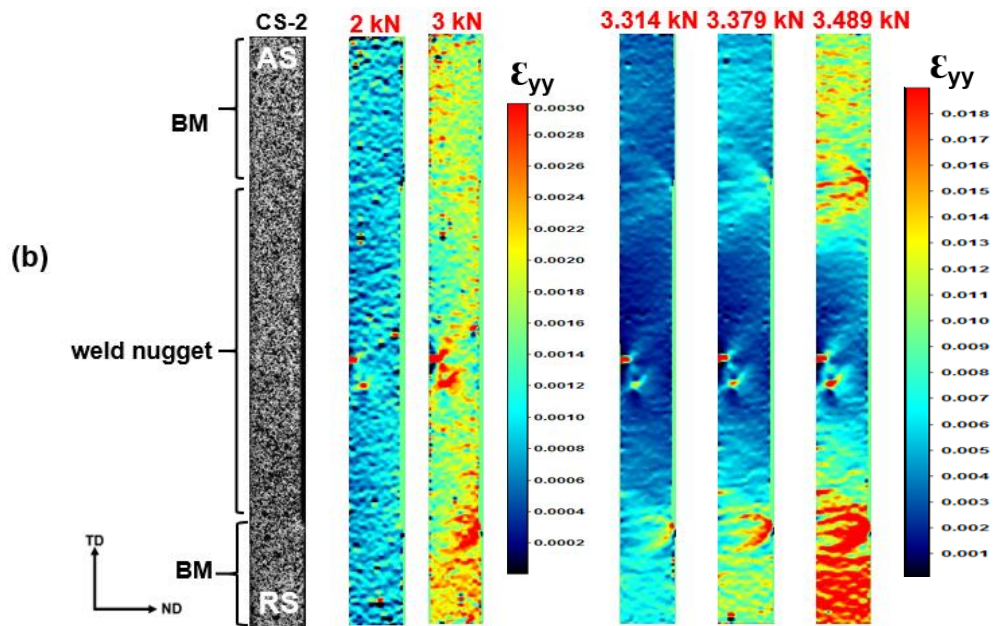 CS-2
2 kN
3 kN
3.314 kN
3.379 kN
3.489 kN
AS
BM
(b)
weld nugget
BM
RS
TD
ND
εyy
0.0030
0.0028
0.0026
0.0024
0.0022
0.0020
0.0018
0.0016
0.0014
0.0012
0.0010
0.0008
0.0006
0.0004
0.0002
εyy
0.018
0.017
0.016
0.015
0.014
0.013
0.012
0.011
0.010
0.009
0.008
0.007
0.006
0.005
0.004
0.003
0.002
0.001